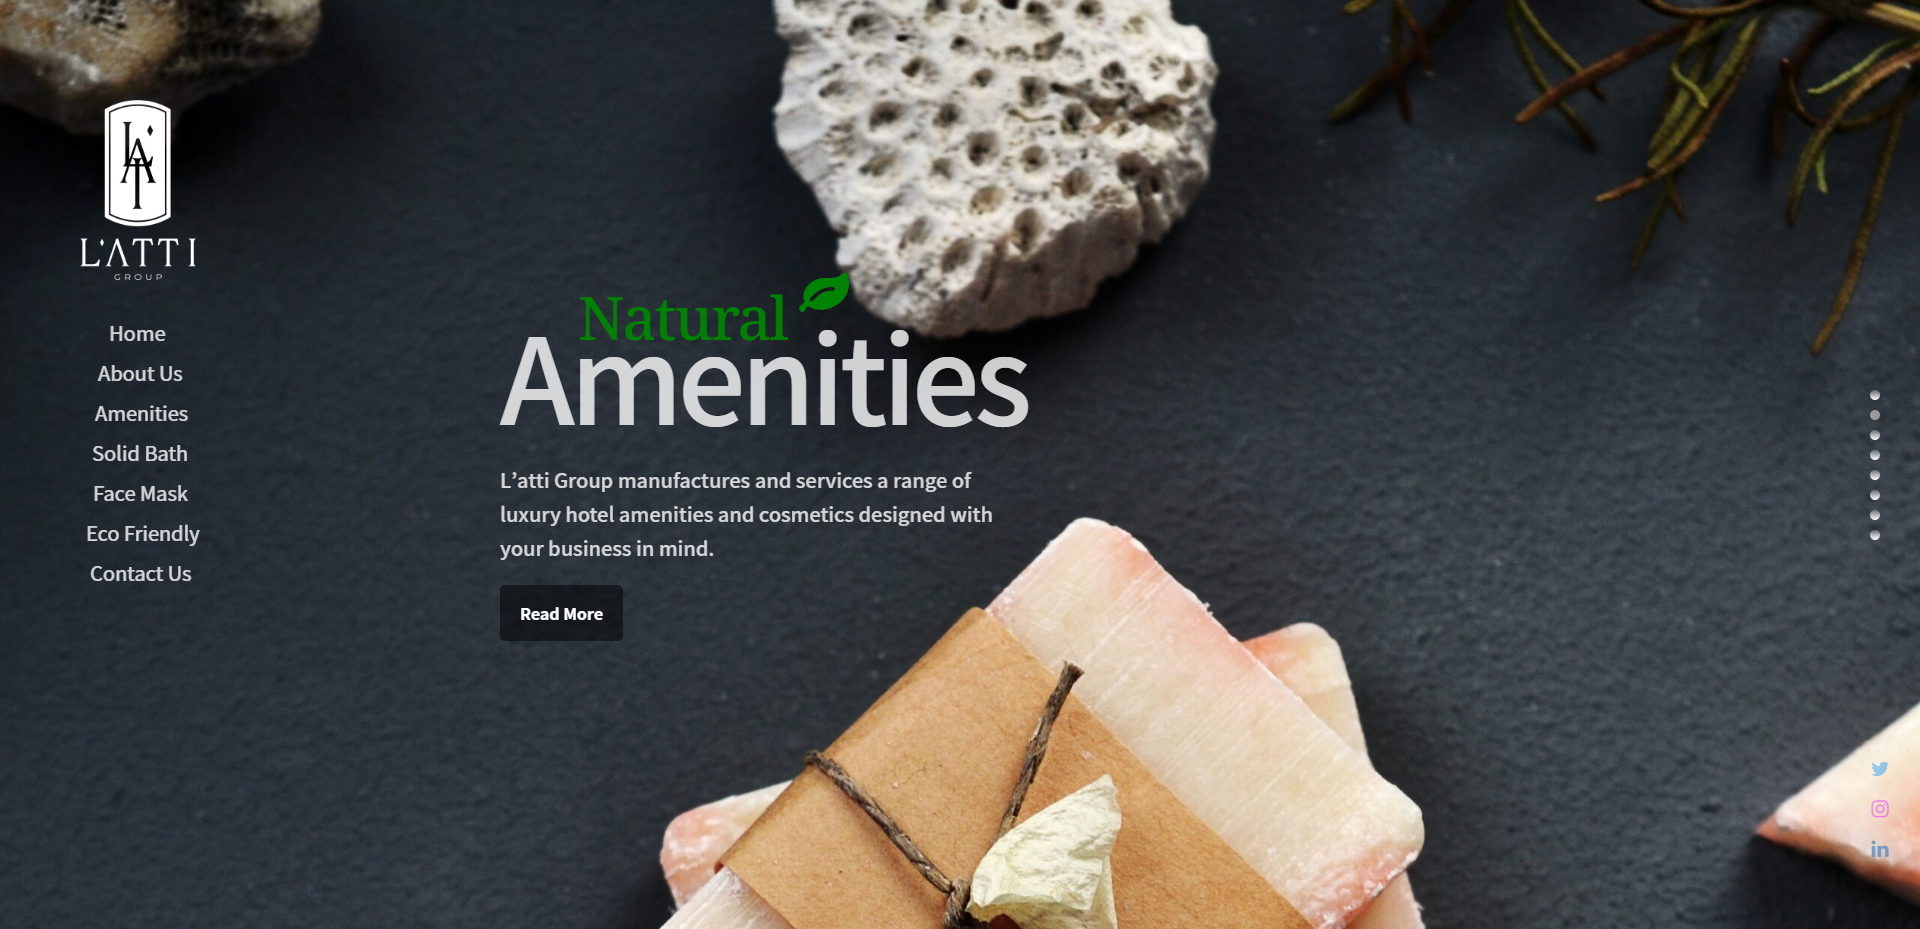 L'ATTI
GROUP
Home
About Us
Amenities
Solid Bath
Face Mask
Eco Friendly
Contact Us
Natural
Amenities
L’atti Group manufactures and services a range of
luxury hotel amenities and cosmetics designed with
your business in mind.
Read More